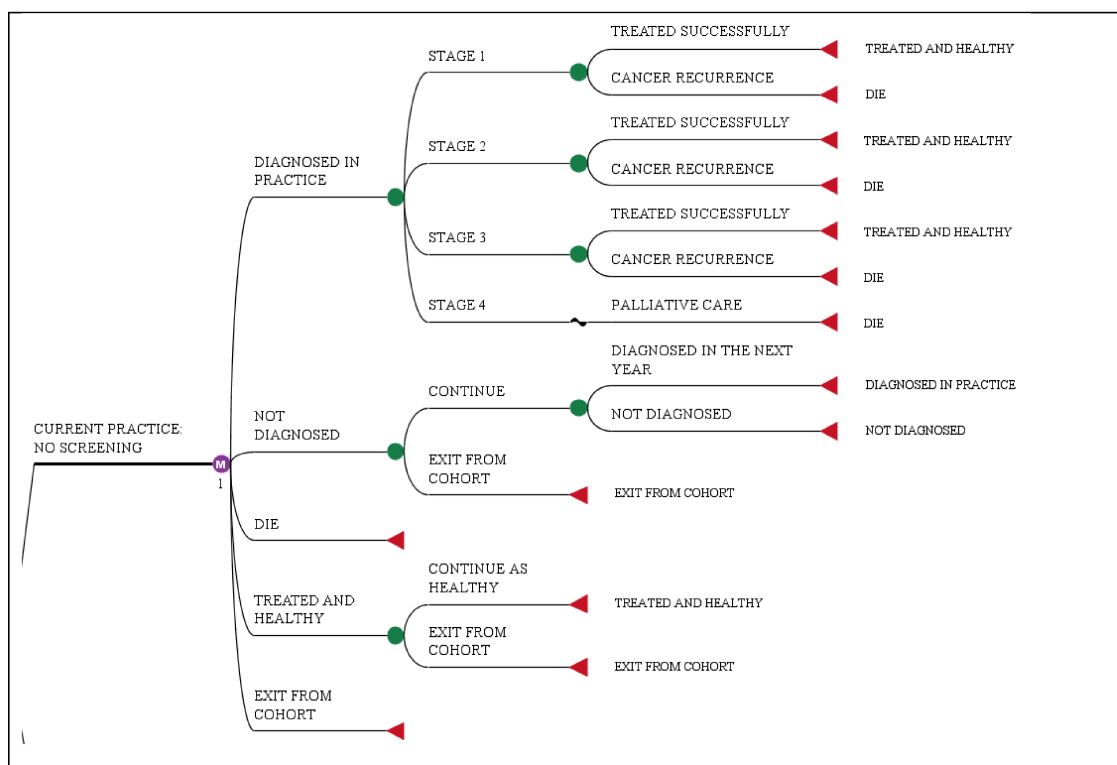 TREATED SUCCESSFULLY
TREATED AND HEALTHY
STAGE 1
CANCER RECURRENCE
DIE
TREATED SUCCESSFULLY
TREATED AND HEALTHY
STAGE 2
CANCER RECURRENCE
DIE
DIAGNOSED IN
PRACTICE
TREATED SUCCESSFULLY
TREATED AND HEALTHY
STAGE 3
CANCER RECURRENCE
DIE
STAGE 4
PALLIATIVE CARE
DIE
DIAGNOSED IN THE NEXT
YEAR
DIAGNOSED IN PRACTICE
CONTINUE
NOT DIAGNOSED
NOT DIAGNOSED
NOT
DIAGNOSED
CURRENT PRACTICE:
NO SCREENING
M
1
EXIT FROM
COHORT
EXIT FROM COHORT
DIE
CONTINUE AS
HEALTHY
TREATED AND HEALTHY
TREATED AND
HEALTHY
EXIT FROM
COHORT
EXIT FROM COHORT
EXIT FROM
COHORT